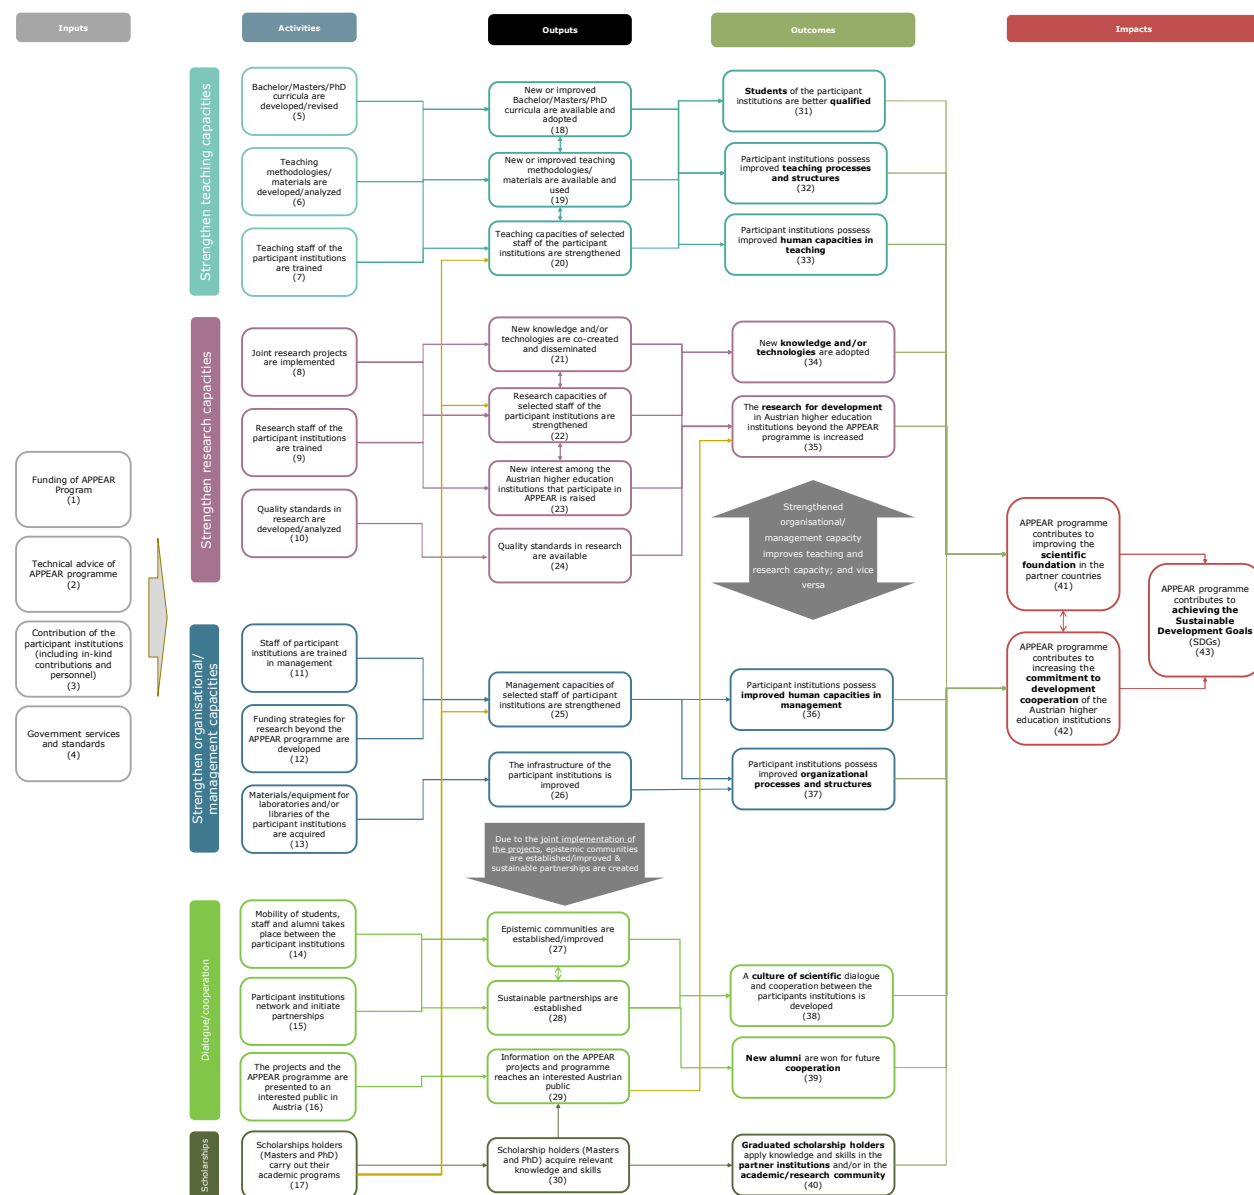 Inputs
Activities
Outputs
Outcomes
Impacts
Strengthen teaching capacities
Bachelor/Masters/PhD
curricula are
developed/revised
(5)
Teaching
methodologies/
materials are
developed/analyzed
(6)
Teaching staff of the
participant institutions
are trained
(7)
New or improved
Bachelor/Masters/PhD
curricula are available and
adopted
(18)
New or improved teaching
methodologies/
materials are available and
used
(19)
Teaching capacities of selected
staff of the participant
institutions are strengthened
(20)
Students of the participant
institutions are better qualified
(31)
Participant institutions possess
improved teaching processes
and structures
(32)
Participant institutions possess
improved human capacities in
teaching
(33)
Strengthen research capacities
Joint research projects
are implemented
(8)
Research staff of the
participant institutions
are trained
(9)
Quality standards in
research are
developed/analyzed
(10)
New knowledge and/or
technologies are co-created
and disseminated
(21)
Research capacities of
selected staff of the
participant institutions are
strengthened
(22)
New interest among the
Austrian higher education
institutions that participate in
APPEAR is raised
(23)
Quality standards in research
are available
(24)
New knowledge and/or
technologies are adopted
(34)
The research for development
in Austrian higher education
institutions beyond the APPEAR
programme is increased
(35)
Strengthened
organisational/
management capacity
improves teaching and
research capacity; and vice
versa
Funding of APPEAR
Program
(1)
Technical advice of
APPEAR programme
(2)
Contribution of the
participant institutions
(including in-kind
contributions and
personnel)
(3)
Government services
and standards
(4)
Strengthen organisational/
management capacities
Staff of participant
institutions are trained
in management
(11)
Funding strategies for
research beyond the
APPEAR programme are
developed
(12)
Materials/equipment for
laboratories and/or
libraries of the
participant institutions
are acquired
(13)
Management capacities of
selected staff of participant
institutions are strengthened
(25)
The infrastructure of the
participant institutions is
improved
(26)
Participant institutions possess
improved human capacities in
management
(36)
Participant institutions possess
improved organizational
processes and structures
(37)
Due to the joint implementation of
the projects, epistemic communities
are established/improved &
sustainable partnerships are created
Dialogue/cooperation
Mobility of students,
staff and alumni takes
place between the
participant institutions
(14)
Participant institutions
network and initiate
partnerships
(15)
The projects and the
APPEAR programme are
presented to an
interested public in
Austria (16)
Epistemic communities are
established/improved
(27)
Sustainable partnerships are
established
(28)
Information on the APPEAR
projects and programme
reaches an interested Austrian
public
(29)
A culture of scientific dialogue
and cooperation between the
participants institutions is
developed
(38)
New alumni are won for future
cooperation
(39)
Scholarships
Scholarships holders
(Masters and PhD)
carry out their
academic programs
(17)
Scholarship holders (Masters
and PhD) acquire relevant
knowledge and skills
(30)
Graduated scholarship holders
apply knowledge and skills in the
partner institutions and/or in the
academic/research community
(40)
APPEAR programme
contributes to
improving the
scientific
foundation in the
partner countries
(41)
APPEAR programme
contributes to
increasing the
commitment to
development
cooperation of the
Austrian higher
education institutions
(42)
APPEAR programme
contributes to
achieving the
Sustainable
Development Goals
(SDGs)
(43)